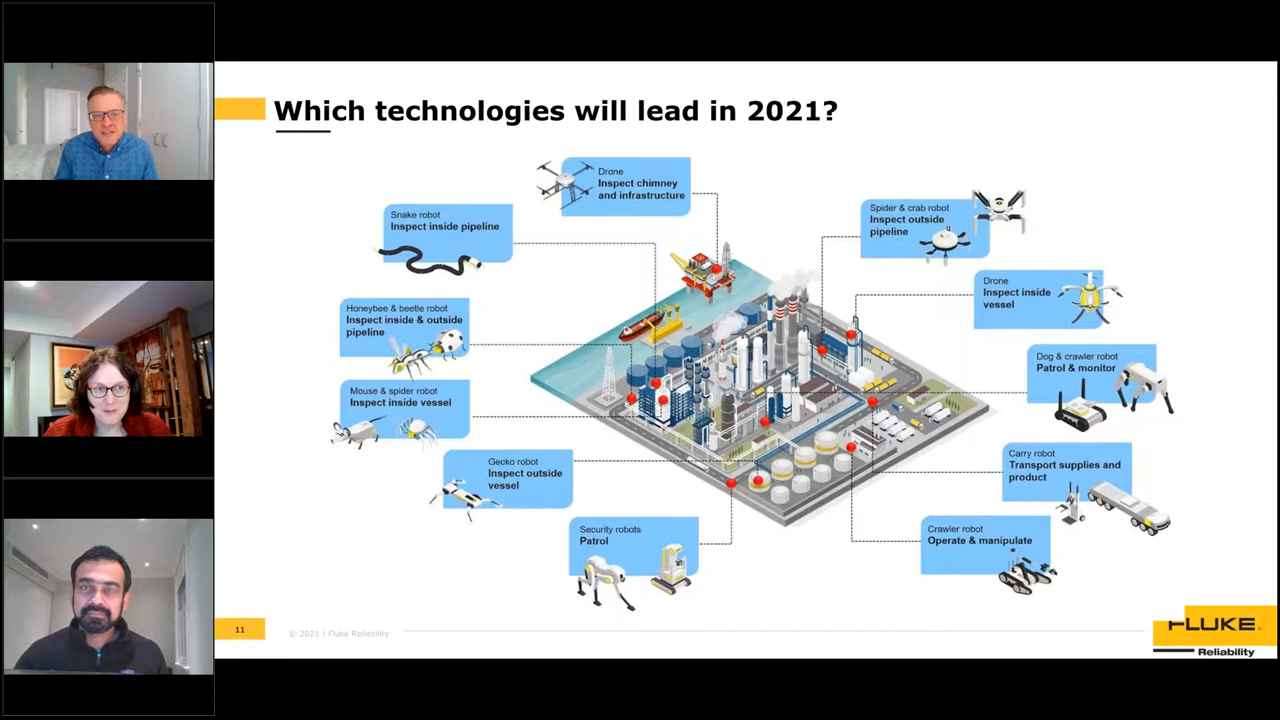 Which technologies will lead in 2021?
Drone
Inspect chimney
and infrastructure
Snake robot
Inspect inside pipeline
Spider & crab robot
Inspect outside
pipeline
Drone
Inspect inside
vessel
Honeybee & beetle robot
Inspect inside & outside
pipeline
Dog & crawler robot
Patrol & monitor
Mouse & spider robot
Inspect inside vessel
Gecko robot
Inspect outside
vessel
Carry robot
Transport supplies and
product
Security robots
Patrol
Crawler robot
Operate & manipulate
11
© 2021 | Fluke Reliability
FLUKE®
Reliability